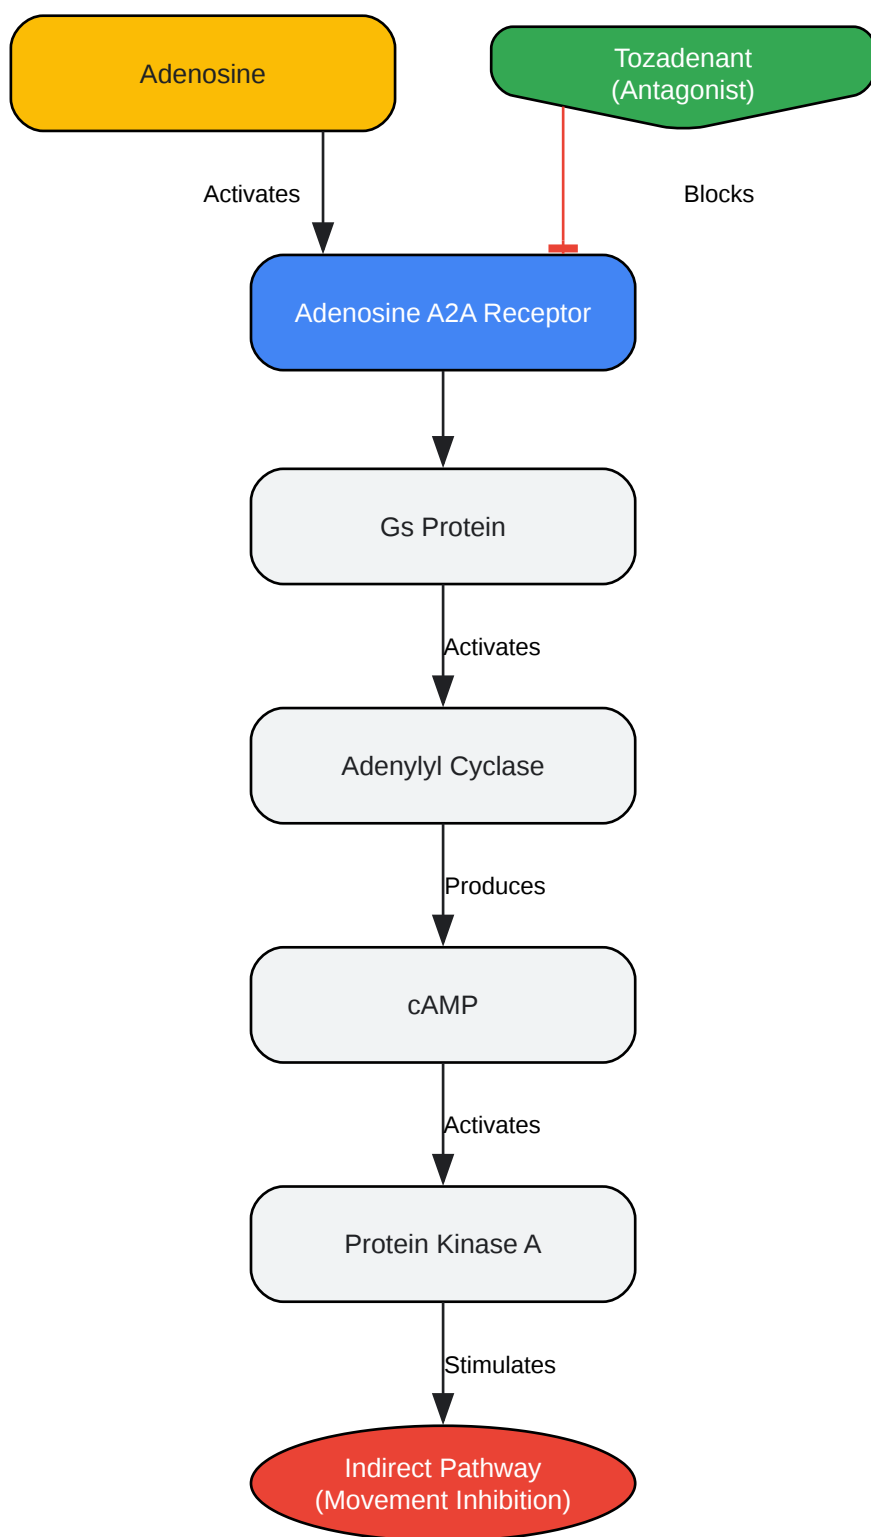 Adenosine
Tozadenant
(Antagonist)
Activates
Blocks
Adenosine A2A Receptor
Gs Protein
Activates
Adenylyl Cyclase
Produces
cAMP
Activates
Protein Kinase A
Stimulates
Indirect Pathway
(Movement Inhibition)